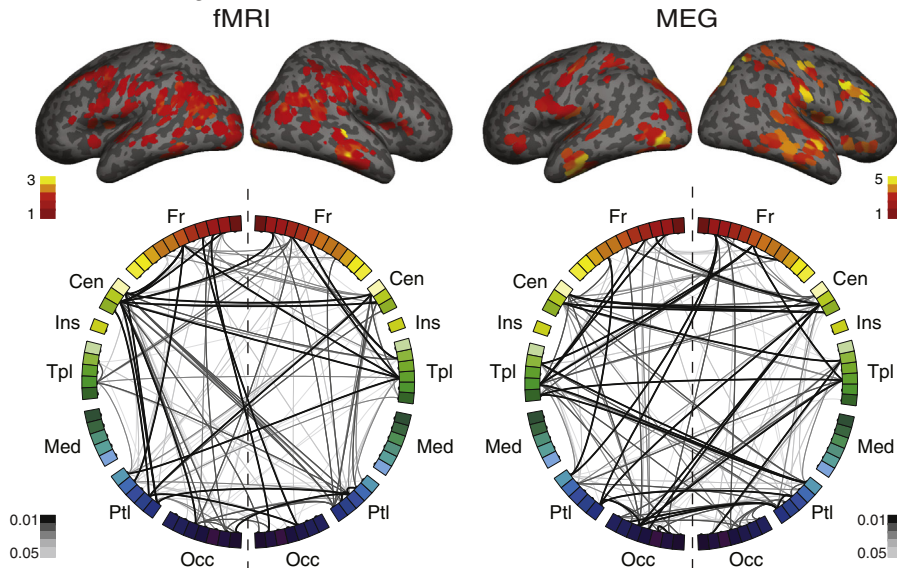 fMRI
MEG
3
1
5
1
Fr
Fr
Fr
Fr
Cen
Cen
Cen
Cen
Ins
Ins
Ins
Ins
Tpl
Tpl
Tpl
Tpl
Med
Med
Med
Med
Ptl
Ptl
Ptl
Ptl
0.01
0.05
0.01
0.05
Occ
Occ
Occ
Occ